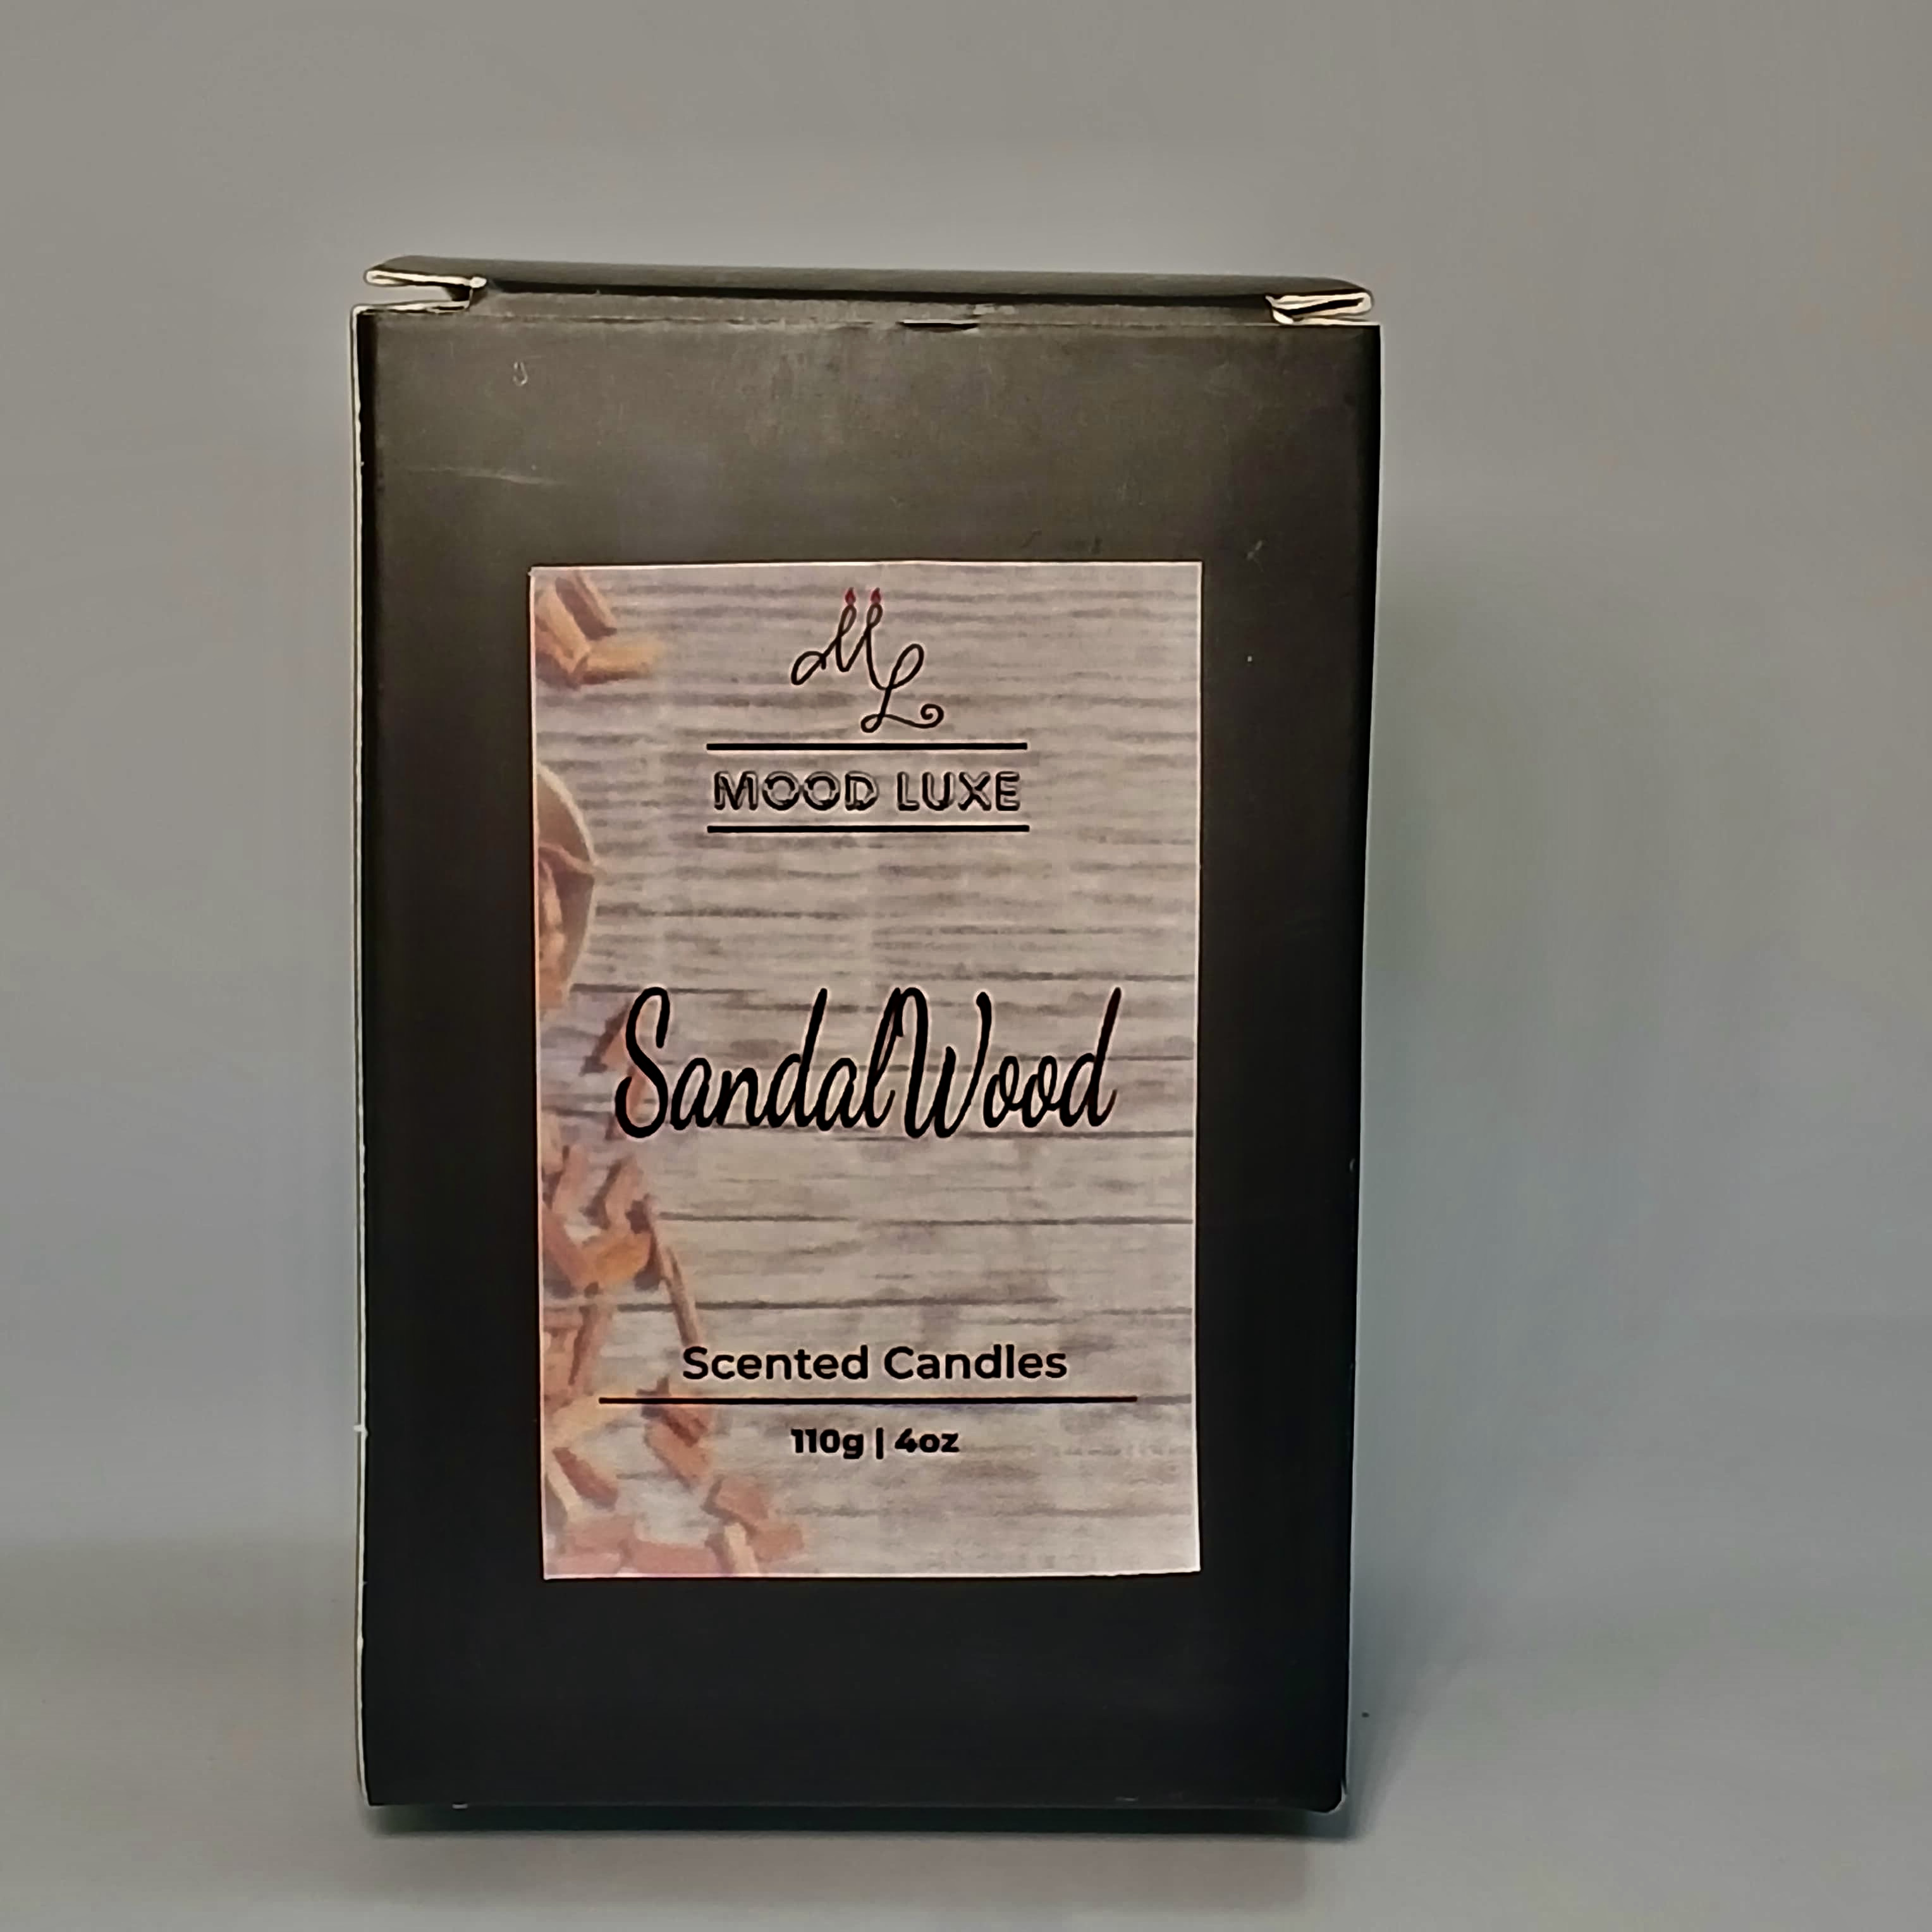 ML
MOOD LUXE
SandalWood
Scented Candles
110g | 4oz